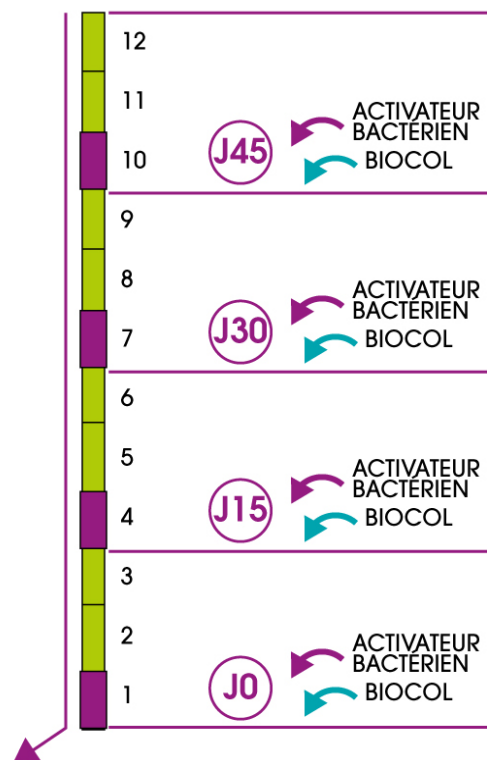 12
11
10
J45
ACTIVATEUR
BACTÉRIEN
BIOCOL
9
8
7
J30
ACTIVATEUR
BACTÉRIEN
BIOCOL
6
5
4
J15
ACTIVATEUR
BACTÉRIEN
BIOCOL
3
2
1
J0
ACTIVATEUR
BACTÉRIEN
BIOCOL